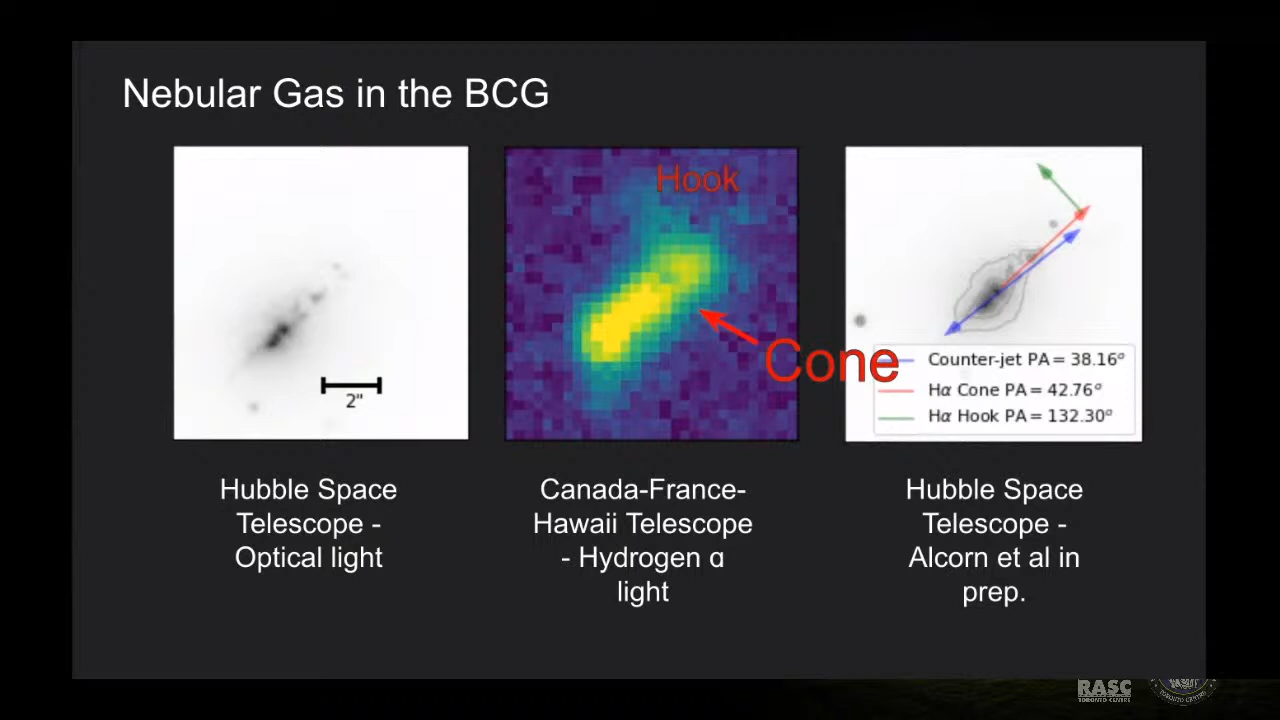 Nebular Gas in the BCG
Hook
2"
Cone
Counter-jet PA = 38.16°
Hα Cone PA = 42.76°
Hα Hook PA = 132.30°
Hubble Space
Telescope -
Optical light
Canada-France-
Hawaii Telescope
- Hydrogen α
light
Hubble Space
Telescope -
Alcorn et al in
prep.
RASC
TORONTO CENTRE